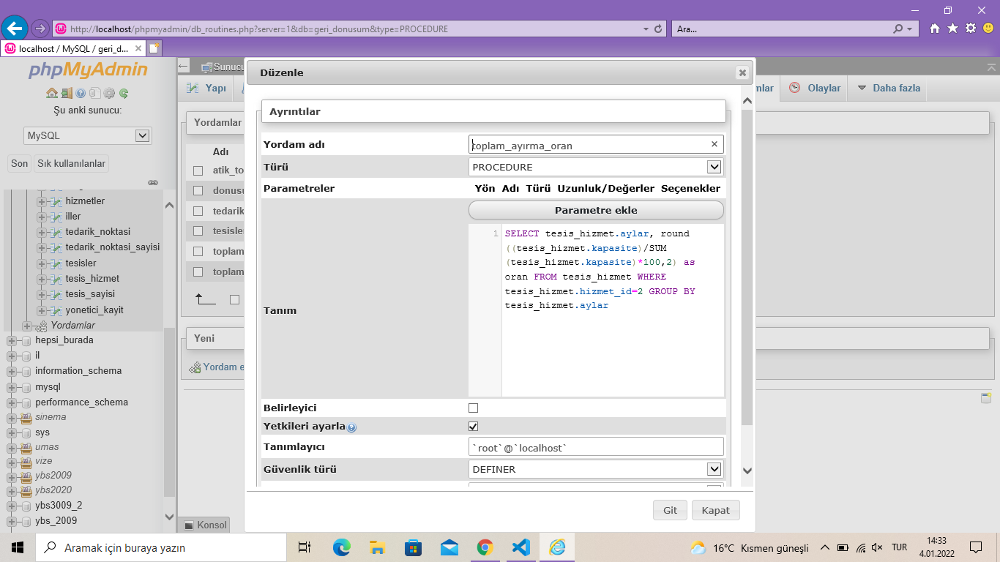 http://localhost/phpmyadmin/db_routines.php?server=1&db=geri_donusum&type=PROCEDURE
Ara...
localhost / MySQL / geri_d...
phpMyAdmin
Şu anki sunucu:
MySQL
Son
Sık kullanılanlar
hizmetler
iller
tedarik_noktasi
tedarik_noktasi_sayisi
tesisler
tesis_hizmet
tesis_sayisi
yonetici_kayit
Yordamlar
hepsi_burada
il
information_schema
mysql
performance_schema
sinema
sys
umas
vize
ybs2009
ybs2020
ybs3009_2
ybs_2009
Sunucu
Yapı
mlar
Olaylar
Daha fazla
Yordamlar
Adı
atik_to
donusu
tedarik
tesisler
toplam
toplam
Yeni
Yordam e
Konsol
Düzenle
Ayrıntılar
Yordam adı
toplam_ayırma_oran
Türü
PROCEDURE
Parametreler
Yön Adı Türü Uzunluk/Değerler Seçenekler
Parametre ekle
Tanım
1
SELECT tesis_hizmet.aylar, round
((tesis_hizmet.kapasite)/SUM
(tesis_hizmet.kapasite)*100,2) as
oran FROM tesis_hizmet WHERE
tesis_hizmet.hizmet_id=2 GROUP BY
tesis_hizmet.aylar
Belirleyici
Yetkileri ayarla
Tanımlayıcı
`root`@`localhost`
Güvenlik türü
DEFINER
Git
Kapat
Aramak için buraya yazın
16°C Kısmen güneşli
TUR
14:33
4.01.2022